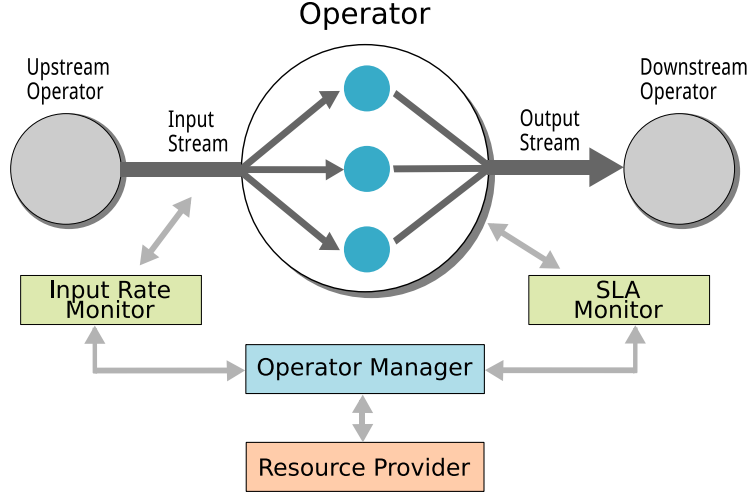 Operator
Upstream
Operator
Downstream
Operator
Input
Stream
Output
Stream
Input Rate
Monitor
SLA
Monitor
Operator Manager
Resource Provider